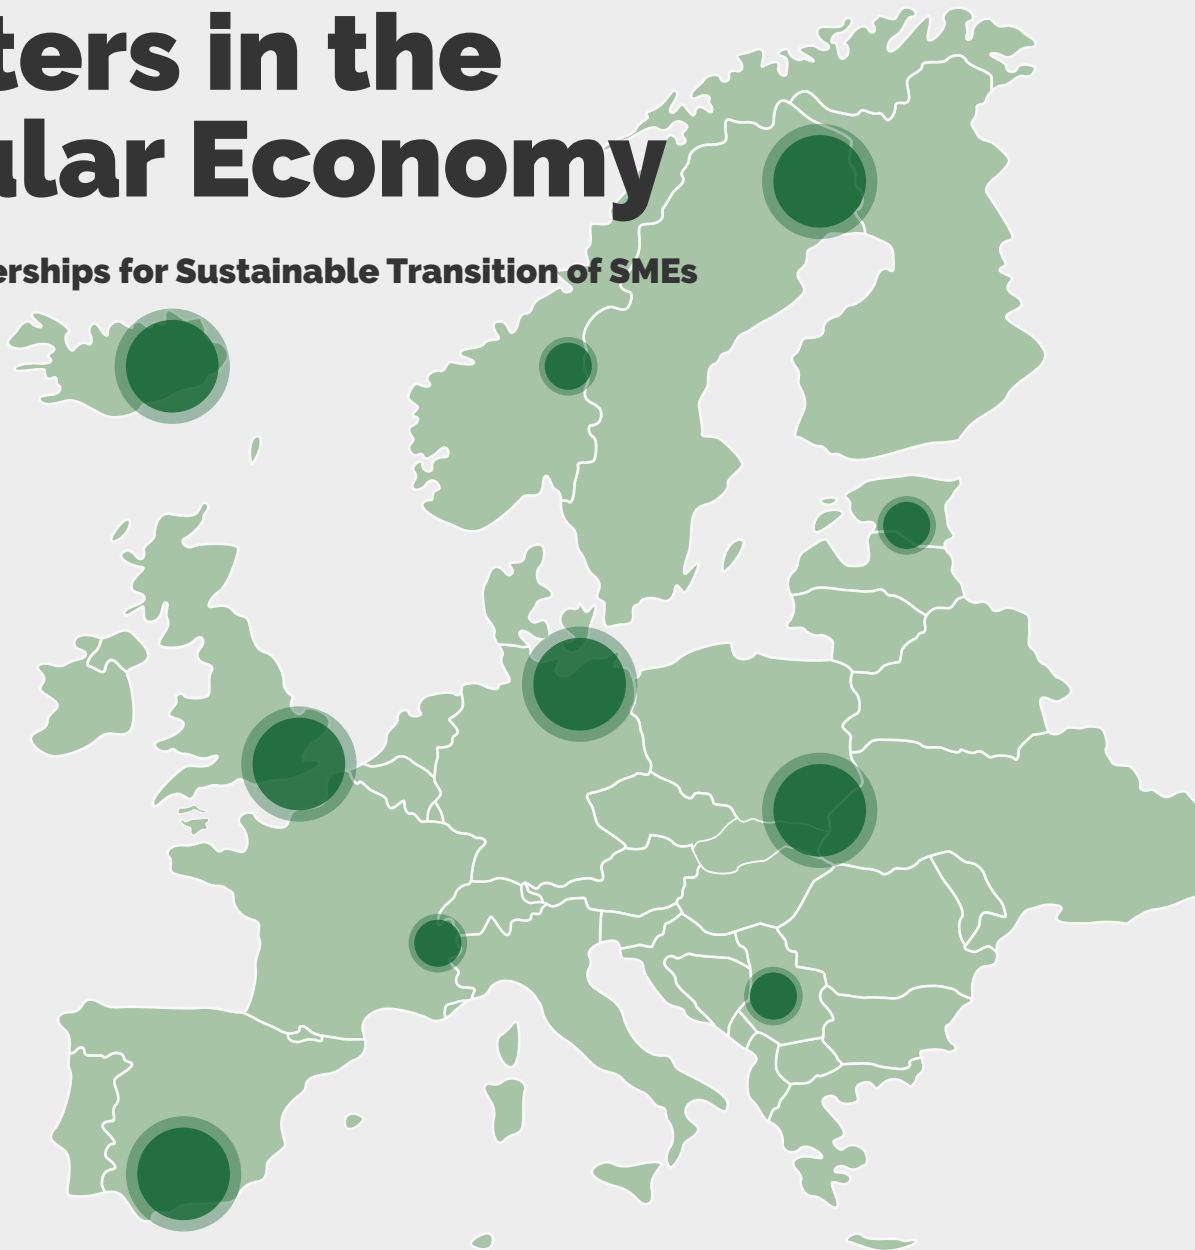 ters in the
ular Economy
erships for Sustainable Transition of SMEs